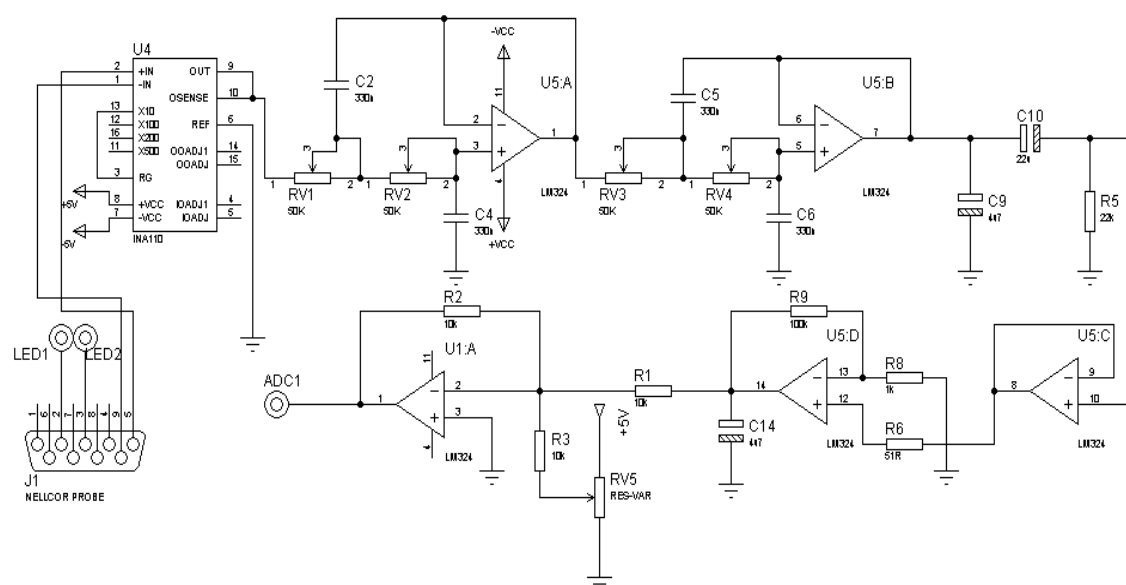 U4
2 +IN OUT 9
1 -IN
OSENSE 10
13 X10
12 X100 REF 6
16 X200
11 X500 OOADJ1 14
OOADJ 15
3 RG
+5V 8 +VCC IOADJ1 4
-5V 7 -VCC IOADJ 5
INA110
C2
330n
-VCC
11
U5:A
2
3
1
4
LM324
+VCC
1 RV1 2 3
50K
RV2 2 3
50K
C4
330n
C5
330n
U5:B
6
5
7
LM324
1 RV3 2 3
50K
1 RV4 2 3
50K
C6
330n
C10
22u
C9
4u7
R5
22k
LED1
LED2
1 6 2 7 3 8 4 9 5
J1
NELLCOR PROBE
ADC1
R2
10k
U1:A
11
2
1
3
4
LM324
R3
10k
R1
10k
+5V
RV5
RES-VAR
R9
100k
U5:D
14
13
12
LM324
C14
4u7
R8
1k
R6
51R
U5:C
8
9
10
LM324